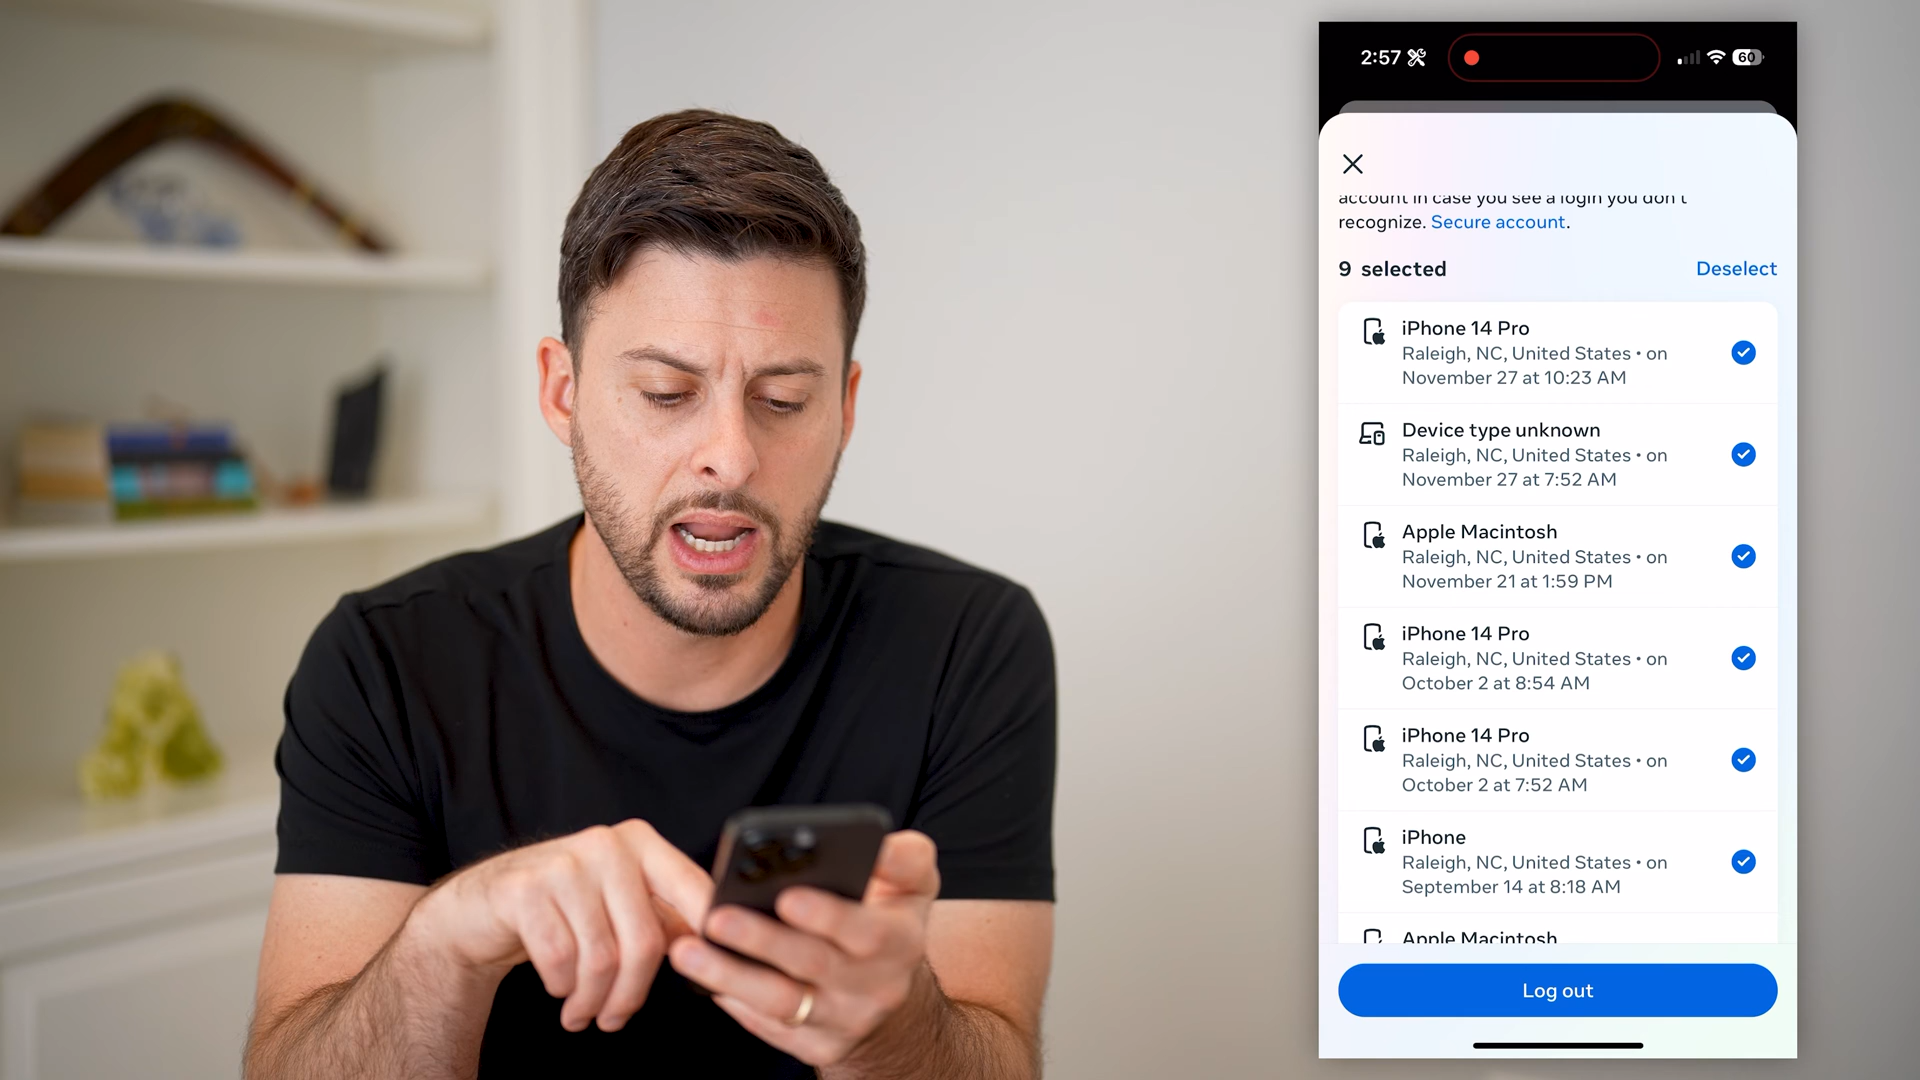 2:57
60
account in case you see a login you don't
recognize. Secure account.
9 selected
Deselect
iPhone 14 Pro
Raleigh, NC, United States • on
November 27 at 10:23 AM
Device type unknown
Raleigh, NC, United States • on
November 27 at 7:52 AM
Apple Macintosh
Raleigh, NC, United States • on
November 21 at 1:59 PM
iPhone 14 Pro
Raleigh, NC, United States • on
October 2 at 8:54 AM
iPhone 14 Pro
Raleigh, NC, United States • on
October 2 at 7:52 AM
iPhone
Raleigh, NC, United States • on
September 14 at 8:18 AM
Apple Macintosh
Log out